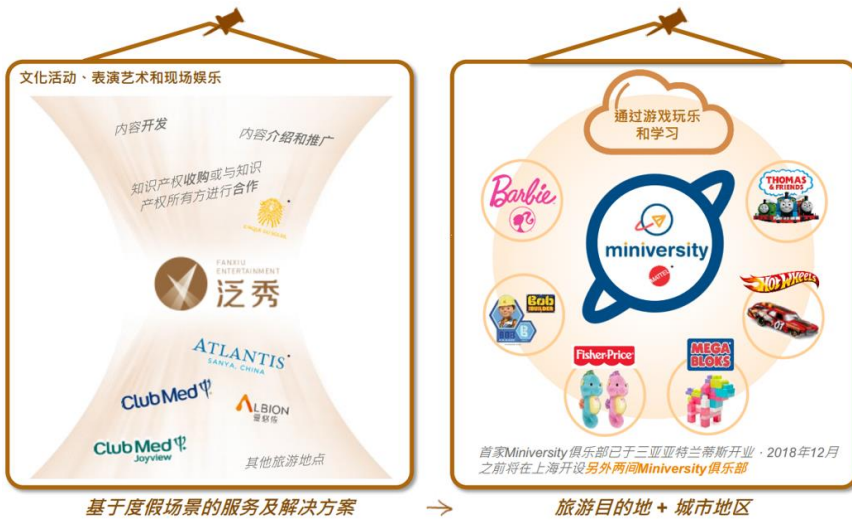 文化活动、表演艺术和现场娱乐
内容开发
内容介绍和推广
知识产权收购或与知识
产权所有方进行合作
FANXIU
ENTERTAINMENT
泛秀
ATLANTIS
SANYA, CHINA
Club Med
ALBION
Club Med
Joyview
其他旅游地点
基于度假场景的服务及解决方案
→
通过游戏玩乐
和学习
Barbie
THOMAS
& FRIENDS
miniversity
MATTEL
HOT WHEELS
Bob
BUILDER
Fisher-Price
MEGA
BLOKS
首家Miniversity俱乐部已于三亚亚特兰蒂斯开业，2018年12月
之前将在上海开设另外两间Miniversity俱乐部
旅游目的地 + 城市地区